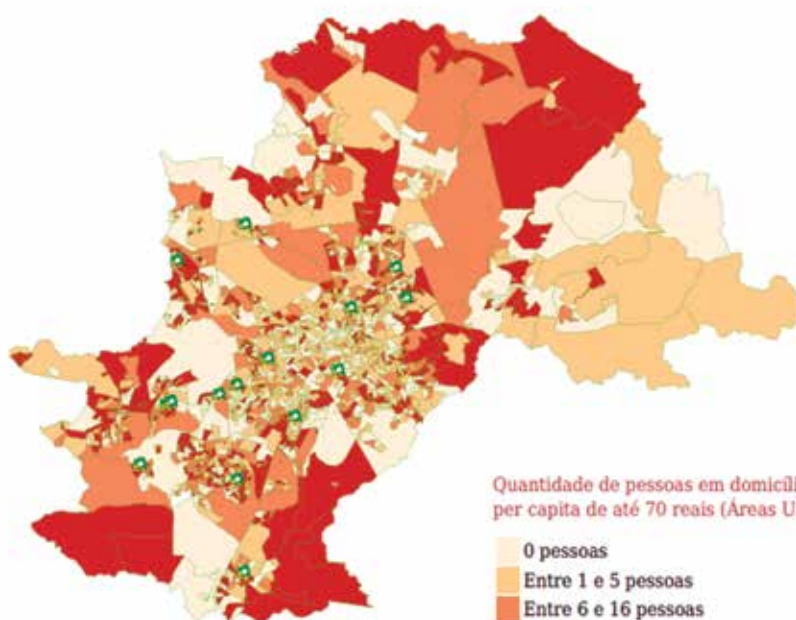 Quantidade de pessoas em domicíli
per capita de até 70 reais (Áreas U
0 pessoas
Entre 1 e 5 pessoas
Entre 6 e 16 pessoas